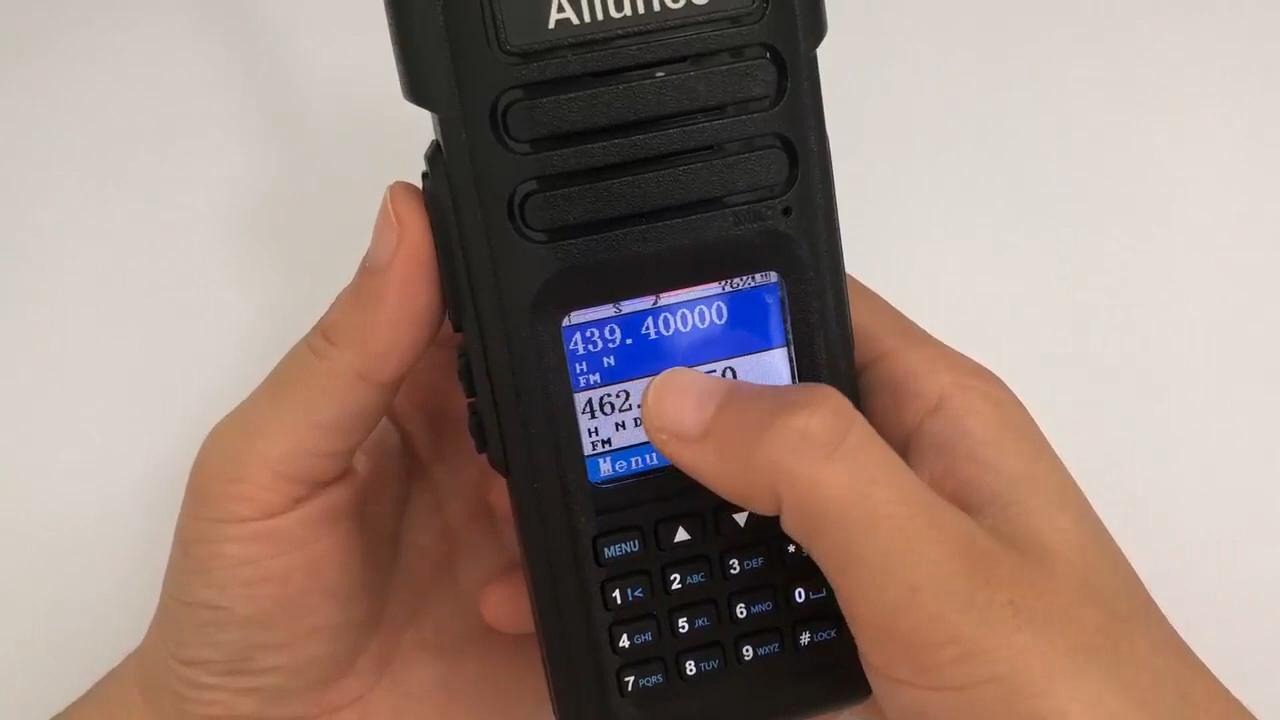 Ailunce
S 76%
439.40000
H N
FM
462.
H N D
FM
Menu
MENU ▲ ▼
1 |< 2 ABC 3 DEF *
4 GHI 5 JKL 6 MNO 0
7 PQRS 8 TUV 9 WXYZ # LOCK